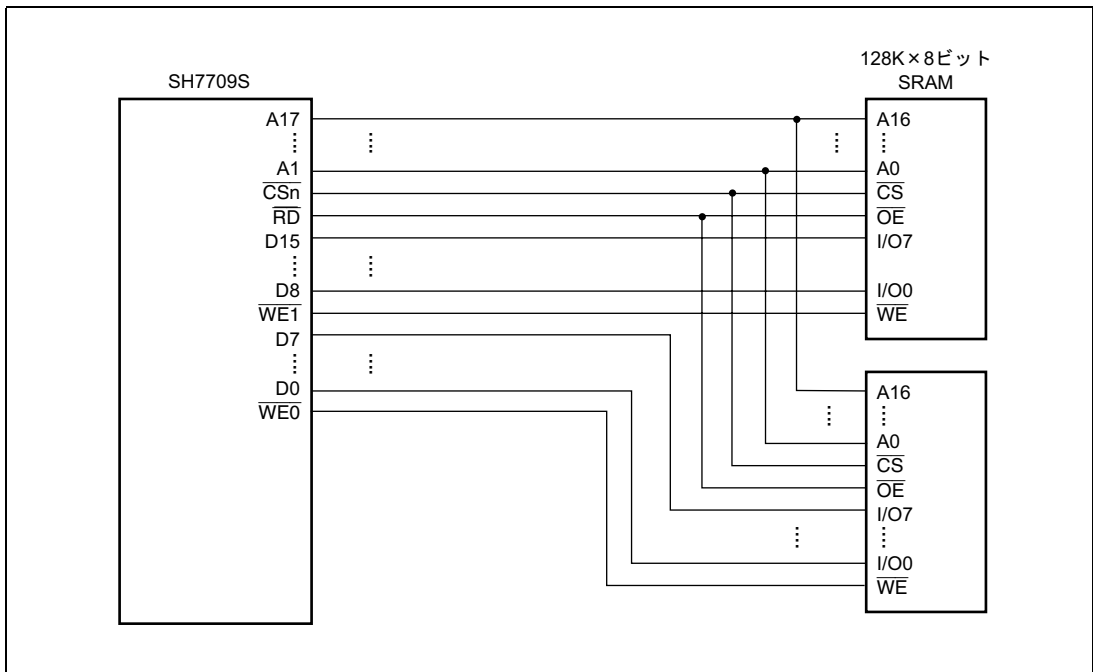 128K×8ビット
SRAM
SH7709S
A17
A1
CSn
RD
D15
D8
WE1
D7
D0
WE0
A16
A0
CS
OE
I/O7
I/O0
WE
A16
A0
CS
OE
I/O7
I/O0
WE